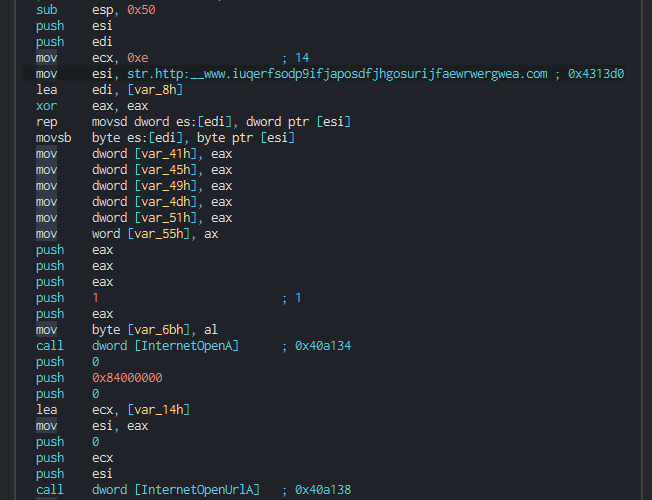 sub esp, 0x50
push esi
push edi
mov ecx, 0xe ; 14
mov esi, str.http:__www.iuqerfsodp9ifjaposdfjhgosurijfaewrwergwea.com ; 0x4313d0
lea edi, [var_8h]
xor eax, eax
rep movsd dword es:[edi], dword ptr [esi]
movsb byte es:[edi], byte ptr [esi]
mov dword [var_41h], eax
mov dword [var_45h], eax
mov dword [var_49h], eax
mov dword [var_4dh], eax
mov dword [var_51h], eax
mov word [var_55h], ax
push eax
push eax
push eax
push 1 ; 1
push eax
mov byte [var_6bh], al
call dword [InternetOpenA] ; 0x40a134
push 0
push 0x84000000
push 0
lea ecx, [var_14h]
mov esi, eax
push 0
push ecx
push esi
call dword [InternetOpenUrlA] ; 0x40a138